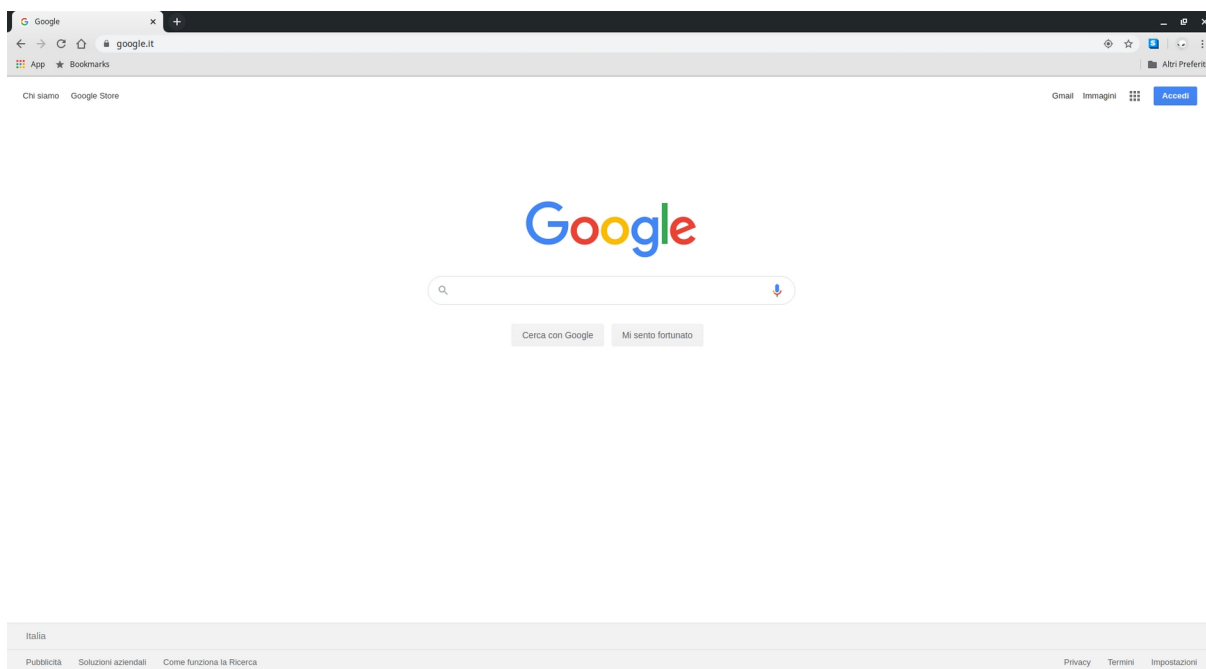 Google
google.it
App Bookmarks Altri Preferit
Chi siamo Google Store Gmail Immagini Accedi
Google
Cerca con Google Mi sento fortunato
Italia
Pubblicità Soluzioni aziendali Come funziona la Ricerca Privacy Termini Impostazioni